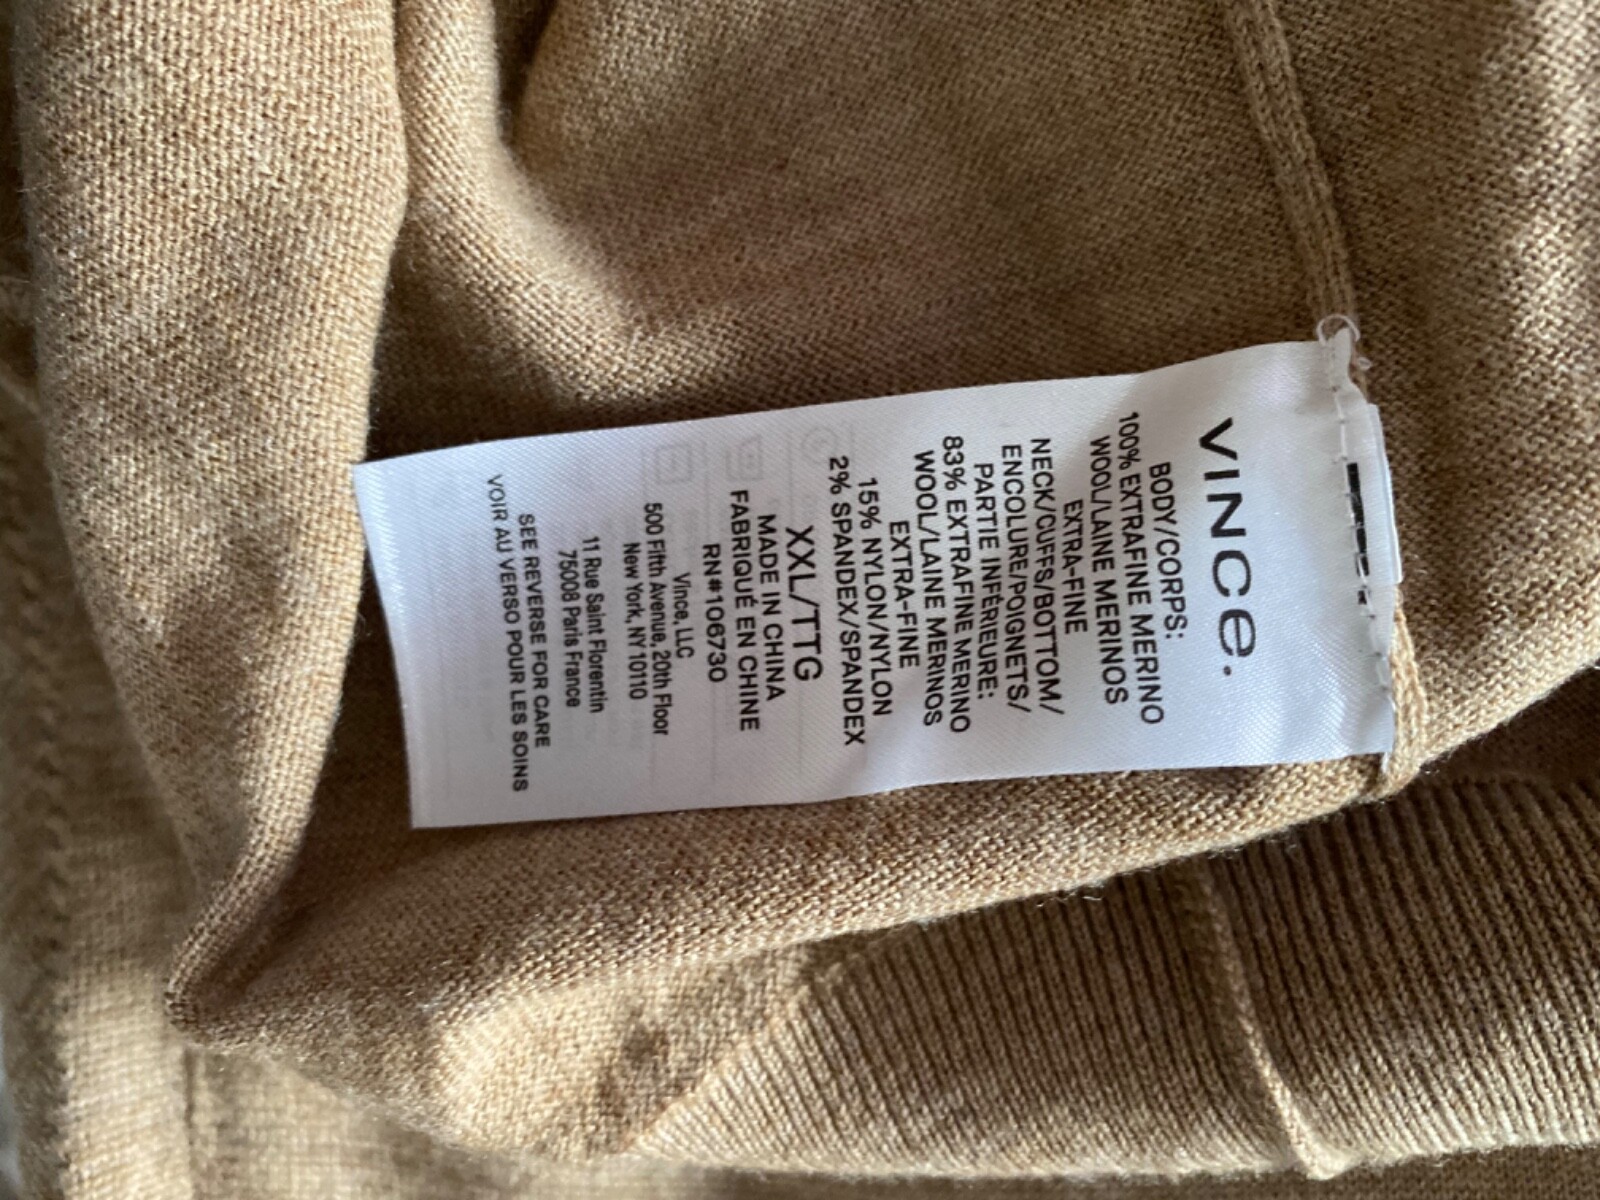 VINCE.
BODY/CORPS:
100% EXTRAFINE MERINO
WOOL/LAINE MERINOS
EXTRA-FINE
NECK/CUFFS/BOTTOM/
ENCOLURE/POIGNETS/
PARTIE INFÉRIEURE:
83% EXTRAFINE MERINO
WOOL/LAINE MERINOS
EXTRA-FINE
15% NYLON/NYLON
2% SPANDEX/SPANDEX
XXL/TTG
MADE IN CHINA
FABRIQUÉ EN CHINE
RN#106730
Vince, LLC
500 Fifth Avenue, 20th Floor
New York, NY 10110
11 Rue Saint Florentin
75008 Paris France
SEE REVERSE FOR CARE
VOIR AU VERSO POUR LES SOINS